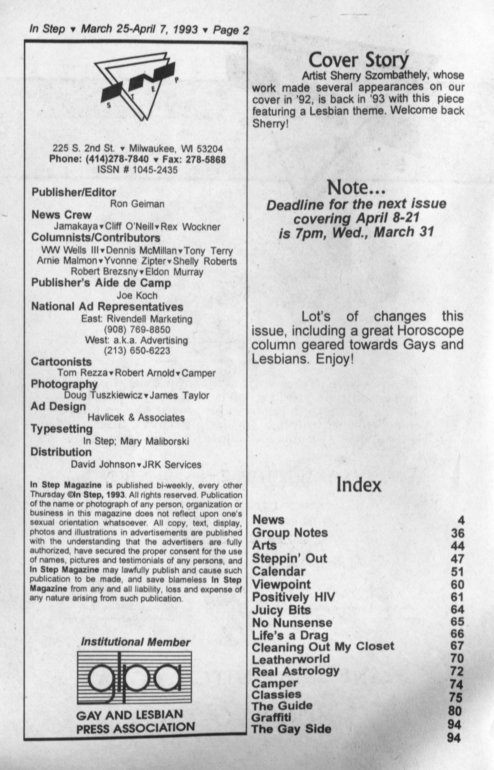 In Step ▾ March 25-April 7, 1993 ▾ Page 2
S T E P
225 S. 2nd St. ▾ Milwaukee, WI 53204
Phone: (414)278-7840 ▾ Fax: 278-5868
ISSN # 1045-2435
Publisher/Editor
Ron Geiman
News Crew
Jamakaya▾Cliff O'Neill▾Rex Wockner
Columnists/Contributors
WW Wells III▾Dennis McMillan▾Tony Terry
Arnie Malmon▾Yvonne Zipter▾Shelly Roberts
Robert Brezsny▾Eldon Murray
Publisher's Aide de Camp
Joe Koch
National Ad Representatives
East: Rivendell Marketing
(908) 769-8850
West: a.k.a. Advertising
(213) 650-6223
Cartoonists
Tom Rezza▾Robert Arnold▾Camper
Photography
Doug Tuszkiewicz▾James Taylor
Ad Design
Havlicek & Associates
Typesetting
In Step; Mary Maliborski
Distribution
David Johnson▾JRK Services
In Step Magazine is published bi-weekly, every other
Thursday ©In Step, 1993. All rights reserved. Publication
of the name or photograph of any person, organization or
business in this magazine does not reflect upon one's
sexual orientation whatsoever. All copy, text, display,
photos and illustrations in advertisements are published
with the understanding that the advertisers are fully
authorized, have secured the proper consent for the use
of names, pictures and testimonials of any persons, and
In Step Magazine may lawfully publish and cause such
publication to be made, and save blameless In Step
Magazine from any and all liability, loss and expense of
any nature arising from such publication.
Institutional Member
glpa
GAY AND LESBIAN
PRESS ASSOCIATION
Cover Story
Artist Sherry Szombathely, whose
work made several appearances on our
cover in '92, is back in '93 with this piece
featuring a Lesbian theme. Welcome back
Sherry!
Note...
Deadline for the next issue
covering April 8-21
is 7pm, Wed., March 31
Lot's of changes this
issue, including a great Horoscope
column geared towards Gays and
Lesbians. Enjoy!
Index
News 4
Group Notes 36
Arts 44
Steppin' Out 47
Calendar 51
Viewpoint 60
Positively HIV 61
Juicy Bits 64
No Nunsense 65
Life's a Drag 66
Cleaning Out My Closet 67
Leatherworld 70
Real Astrology 72
Camper 74
Classies 75
The Guide 80
Graffiti 94
The Gay Side 94